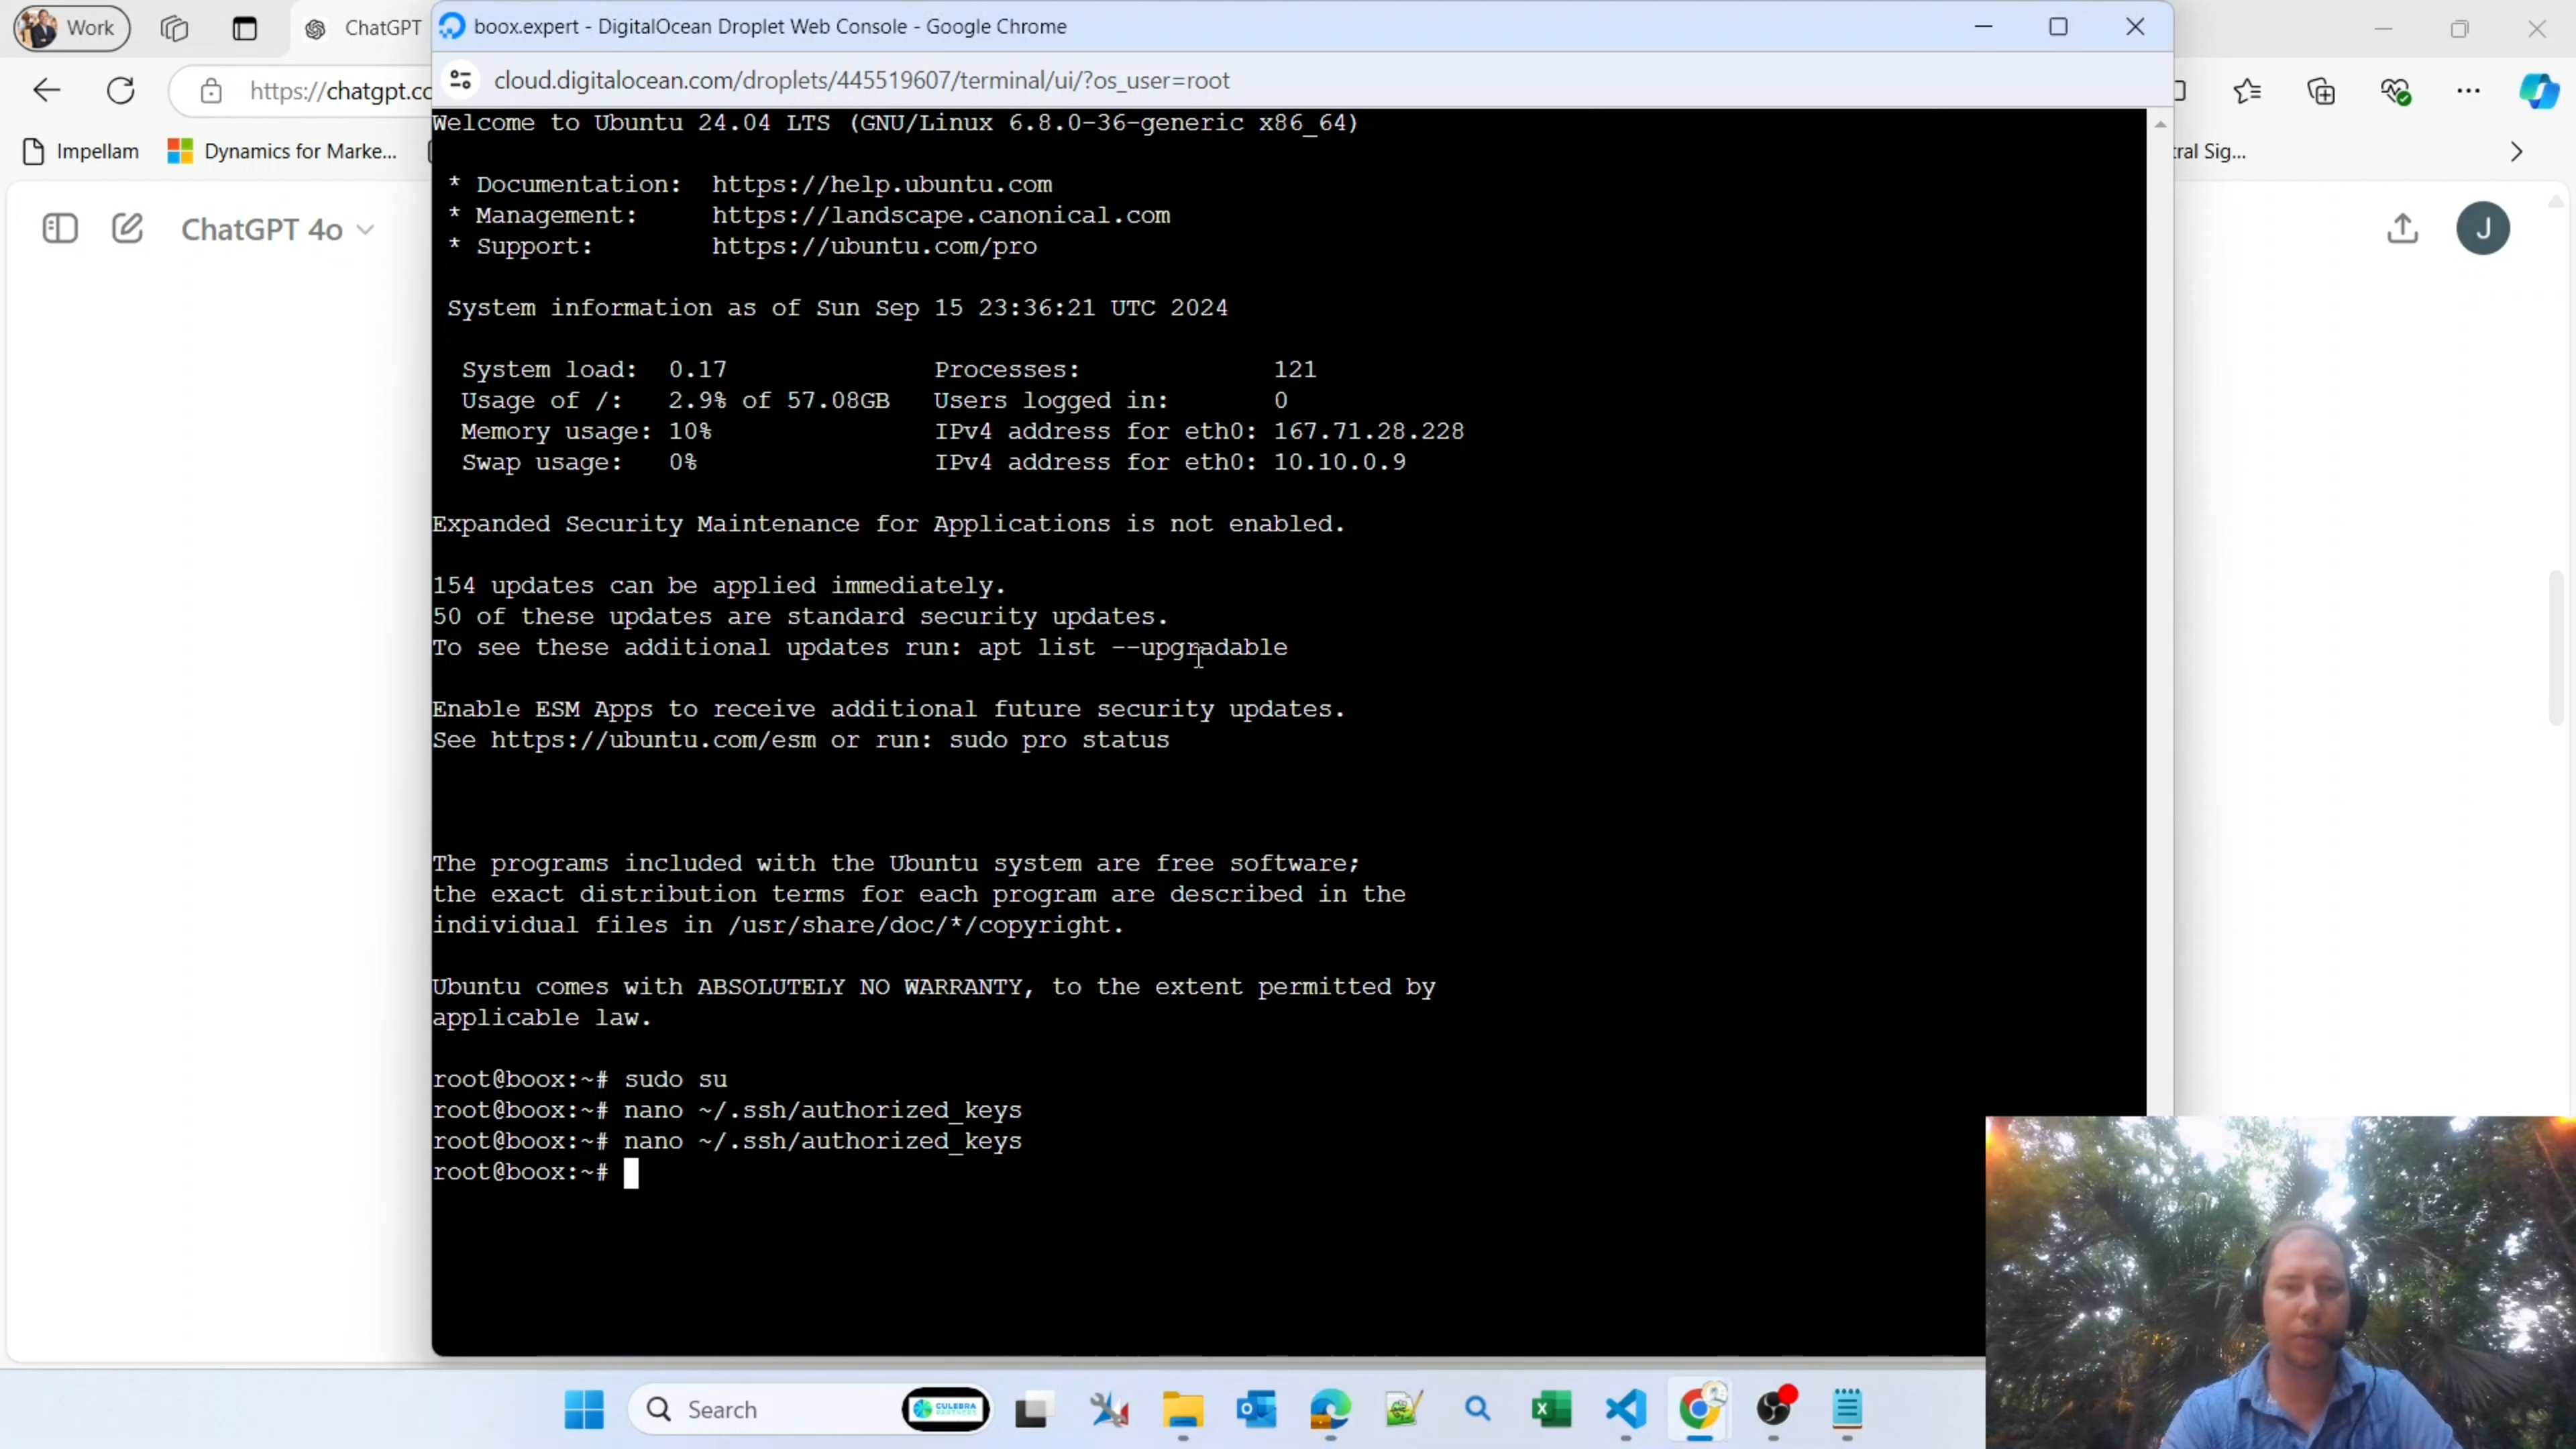 Work
ChatGPT
boox.expert - DigitalOcean Droplet Web Console - Google Chrome
https://chatgpt.cc
cloud.digitalocean.com/droplets/445519607/terminal/ui/?os_user=root
Impellam
Dynamics for Marke...
tral Sig...
ChatGPT 4o
J
Welcome to Ubuntu 24.04 LTS (GNU/Linux 6.8.0-36-generic x86_64)
* Documentation: https://help.ubuntu.com
* Management: https://landscape.canonical.com
* Support: https://ubuntu.com/pro
System information as of Sun Sep 15 23:36:21 UTC 2024
System load: 0.17 Processes: 121
Usage of /: 2.9% of 57.08GB Users logged in: 0
Memory usage: 10% IPv4 address for eth0: 167.71.28.228
Swap usage: 0% IPv4 address for eth0: 10.10.0.9
Expanded Security Maintenance for Applications is not enabled.
154 updates can be applied immediately.
50 of these updates are standard security updates.
To see these additional updates run: apt list --upgradable
Enable ESM Apps to receive additional future security updates.
See https://ubuntu.com/esm or run: sudo pro status
The programs included with the Ubuntu system are free software;
the exact distribution terms for each program are described in the
individual files in /usr/share/doc/*/copyright.
Ubuntu comes with ABSOLUTELY NO WARRANTY, to the extent permitted by
applicable law.
root@boox:~# sudo su
root@boox:~# nano ~/.ssh/authorized_keys
root@boox:~# nano ~/.ssh/authorized_keys
root@boox:~#
Search
CULEBRA
PARTNERS